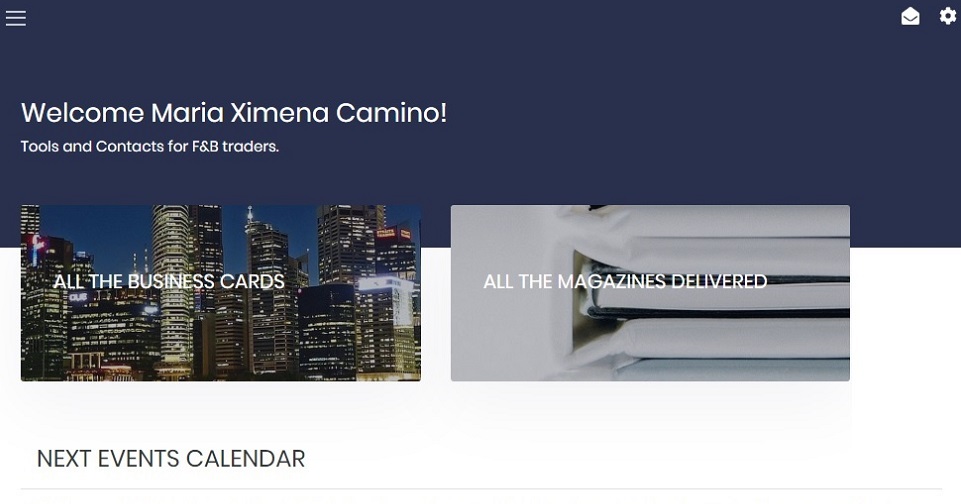 Welcome Maria Ximena Camino!
Tools and Contacts for F&B traders.
ALL THE BUSINESS CARDS
ALL THE MAGAZINES DELIVERED
NEXT EVENTS CALENDAR